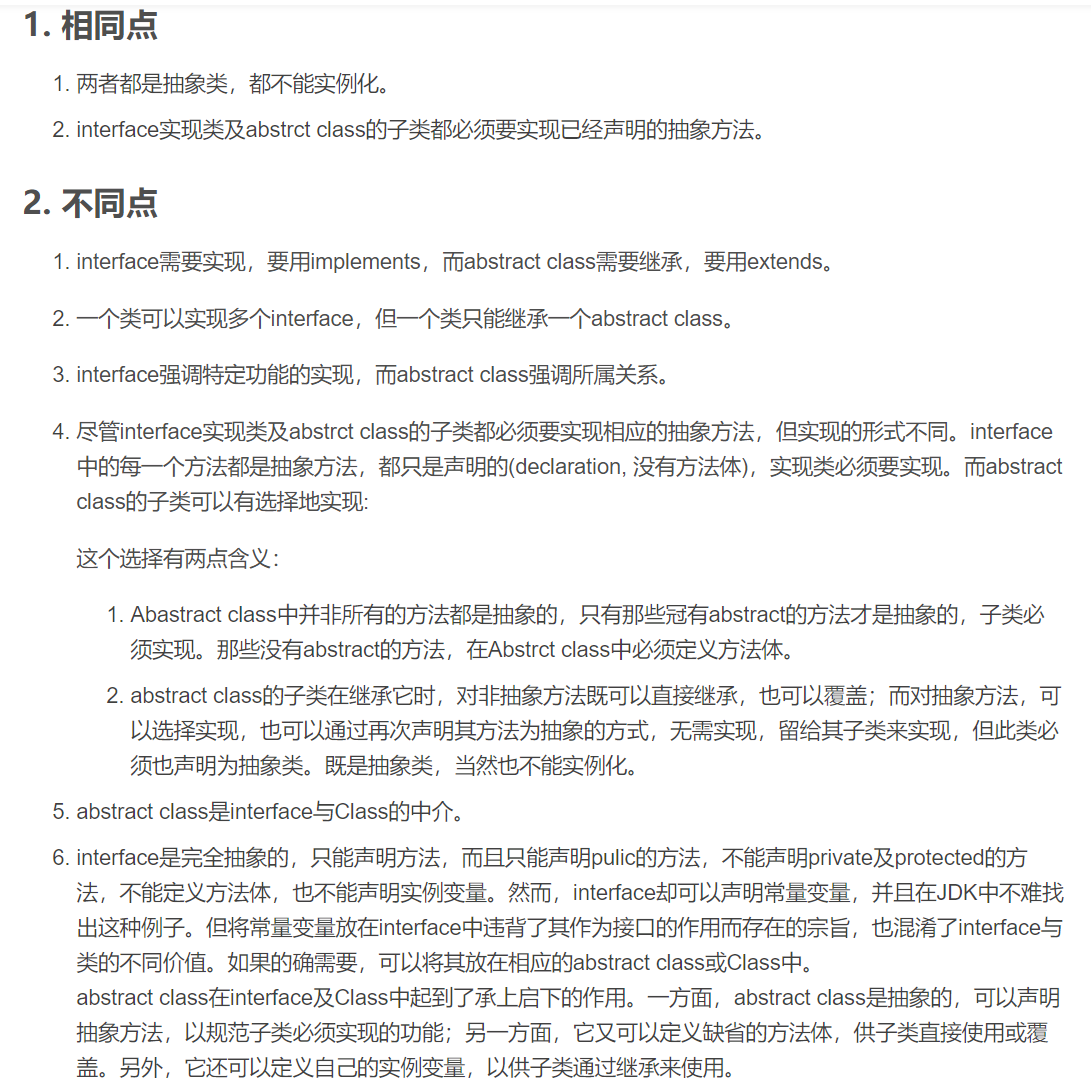 1. 相同点
1. 两者都是抽象类，都不能实例化。
2. interface实现类及abstrct class的子类都必须要实现已经声明的抽象方法。
2. 不同点
1. interface需要实现，要用implements，而abstract class需要继承，要用extends。
2. 一个类可以实现多个interface，但一个类只能继承一个abstract class。
3. interface强调特定功能的实现，而abstract class强调所属关系。
4. 尽管interface实现类及abstrct class的子类都必须要实现相应的抽象方法，但实现的形式不同。interface
中的每一个方法都是抽象方法，都只是声明的(declaration, 没有方法体)，实现类必须要实现。而abstract
class的子类可以有选择地实现:
这个选择有两点含义：
1. Abastract class中并非所有的方法都是抽象的，只有那些冠有abstract的方法才是抽象的，子类必
须实现。那些没有abstract的方法，在Abstrct class中必须定义方法体。
2. abstract class的子类在继承它时，对非抽象方法既可以直接继承，也可以覆盖；而对抽象方法，可
以选择实现，也可以通过再次声明其方法为抽象的方式，无需实现，留给其子类来实现，但此类必
须也声明为抽象类。既是抽象类，当然也不能实例化。
5. abstract class是interface与Class的中介。
6. interface是完全抽象的，只能声明方法，而且只能声明pulic的方法，不能声明private及protected的方
法，不能定义方法体，也不能声明实例变量。然而，interface却可以声明常量变量，并且在JDK中不难找
出这种例子。但将常量变量放在interface中违背了其作为接口的作用而存在的宗旨，也混淆了interface与
类的不同价值。如果的确需要，可以将其放在相应的abstract class或Class中。
abstract class在interface及Class中起到了承上启下的作用。一方面，abstract class是抽象的，可以声明
抽象方法，以规范子类必须实现的功能；另一方面，它又可以定义缺省的方法体，供子类直接使用或覆
盖。另外，它还可以定义自己的实例变量，以供子类通过继承来使用。